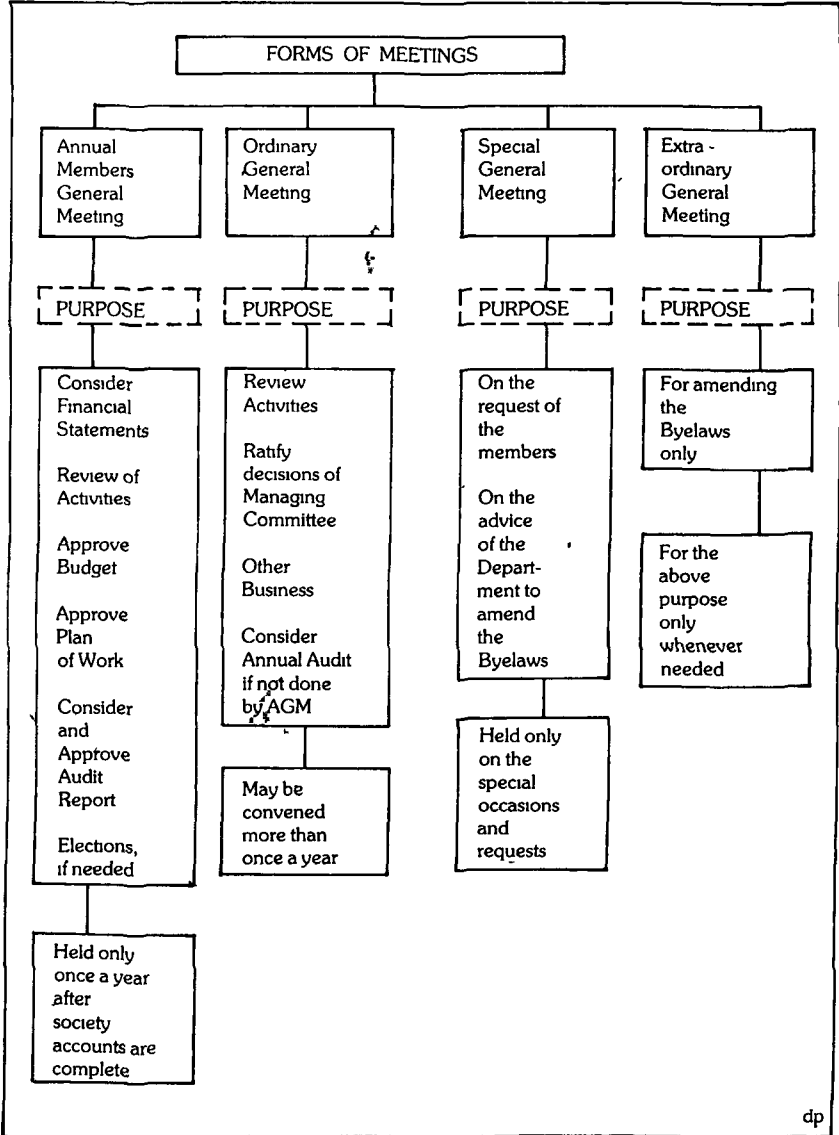 FORMS OF MEETINGS
Annual
Members
General
Meeting
Ordinary
General
Meeting
Special
General
Meeting
Extra-
ordinary
General
Meeting
PURPOSE
PURPOSE
PURPOSE
PURPOSE
Consider
Financial
Statements
Review of
Activities
Approve
Budget
Approve
Plan
of Work
Consider
and
Approve
Audit
Report
Elections,
if needed
Review
Activities
Ratify
decisions of
Managing
Committee
Other
Business
Consider
Annual Audit
if not done
by AGM
On the
request of
the
members
On the
advice
of the
Depart-
ment to
amend
the
Byelaws
For amending
the
Byelaws
only
For the
above
purpose
only
whenever
needed
May be
convened
more than
once a year
Held only
on the
special
occasions
and
requests
Held only
once a year
after
society
accounts are
complete
dp